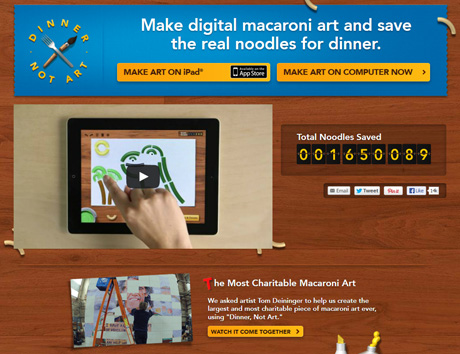 DINNER
NOT ART
Make digital macaroni art and save
the real noodles for dinner.
MAKE ART ON iPad®
Available on the
App Store
MAKE ART ON COMPUTER NOW >
Total Noodles Saved
001650089
Email
Tweet
Pin it
Like
14k
The Most Charitable Macaroni Art
We asked artist Tom Deininger to help us create the
largest and most charitable piece of macaroni art ever,
using "Dinner, Not Art."
WATCH IT COME TOGETHER >